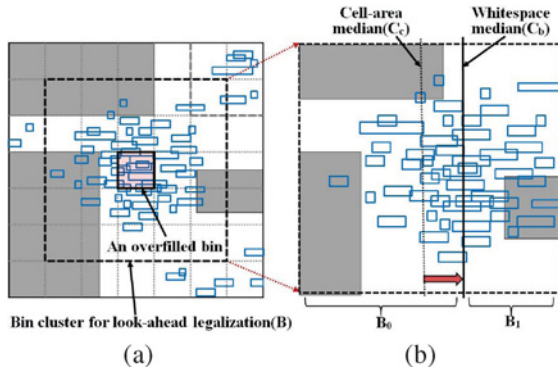 Cell-area
median(Cc)
Whitespace
median(Cb)
An overfilled bin
Bin cluster for look-ahead legalization(B)
B0
B1
(a)
(b)